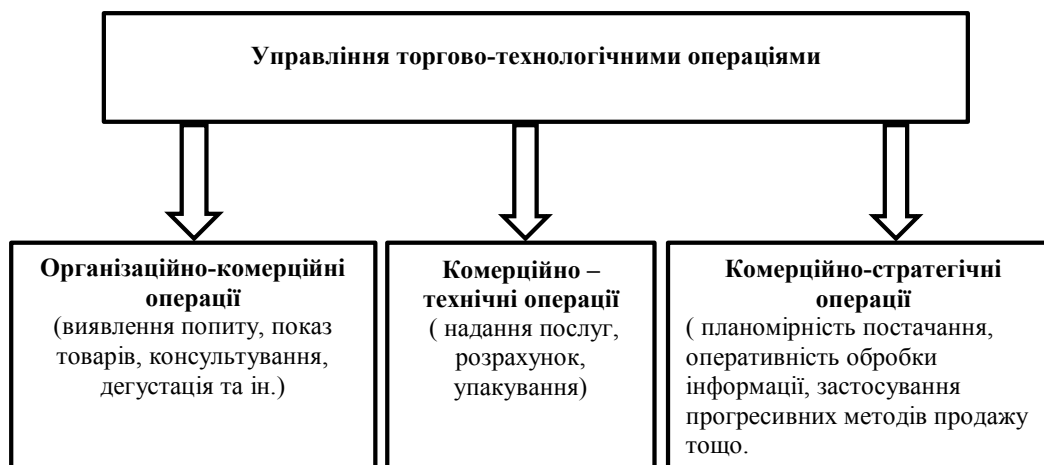 Управління торгово-технологічними операціями
Організаційно-комерційні
операції
(виявлення попиту, показ
товарів, консультування,
дегустація та ін.)
Комерційно –
технічні операції
( надання послуг,
розрахунок,
упакування)
Комерційно-стратегічні
операції
( планомірність постачання,
оперативність обробки
інформації, застосування
прогресивних методів продажу
тощо.